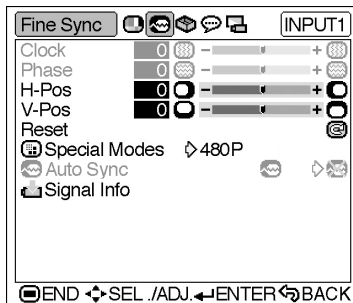 Fine Sync INPUT1
Clock 0 - +
Phase 0 - +
H-Pos 0 - +
V-Pos 0 - +
Reset
Special Modes 480P
Auto Sync
Signal Info
END SEL./ADJ. ENTER BACK